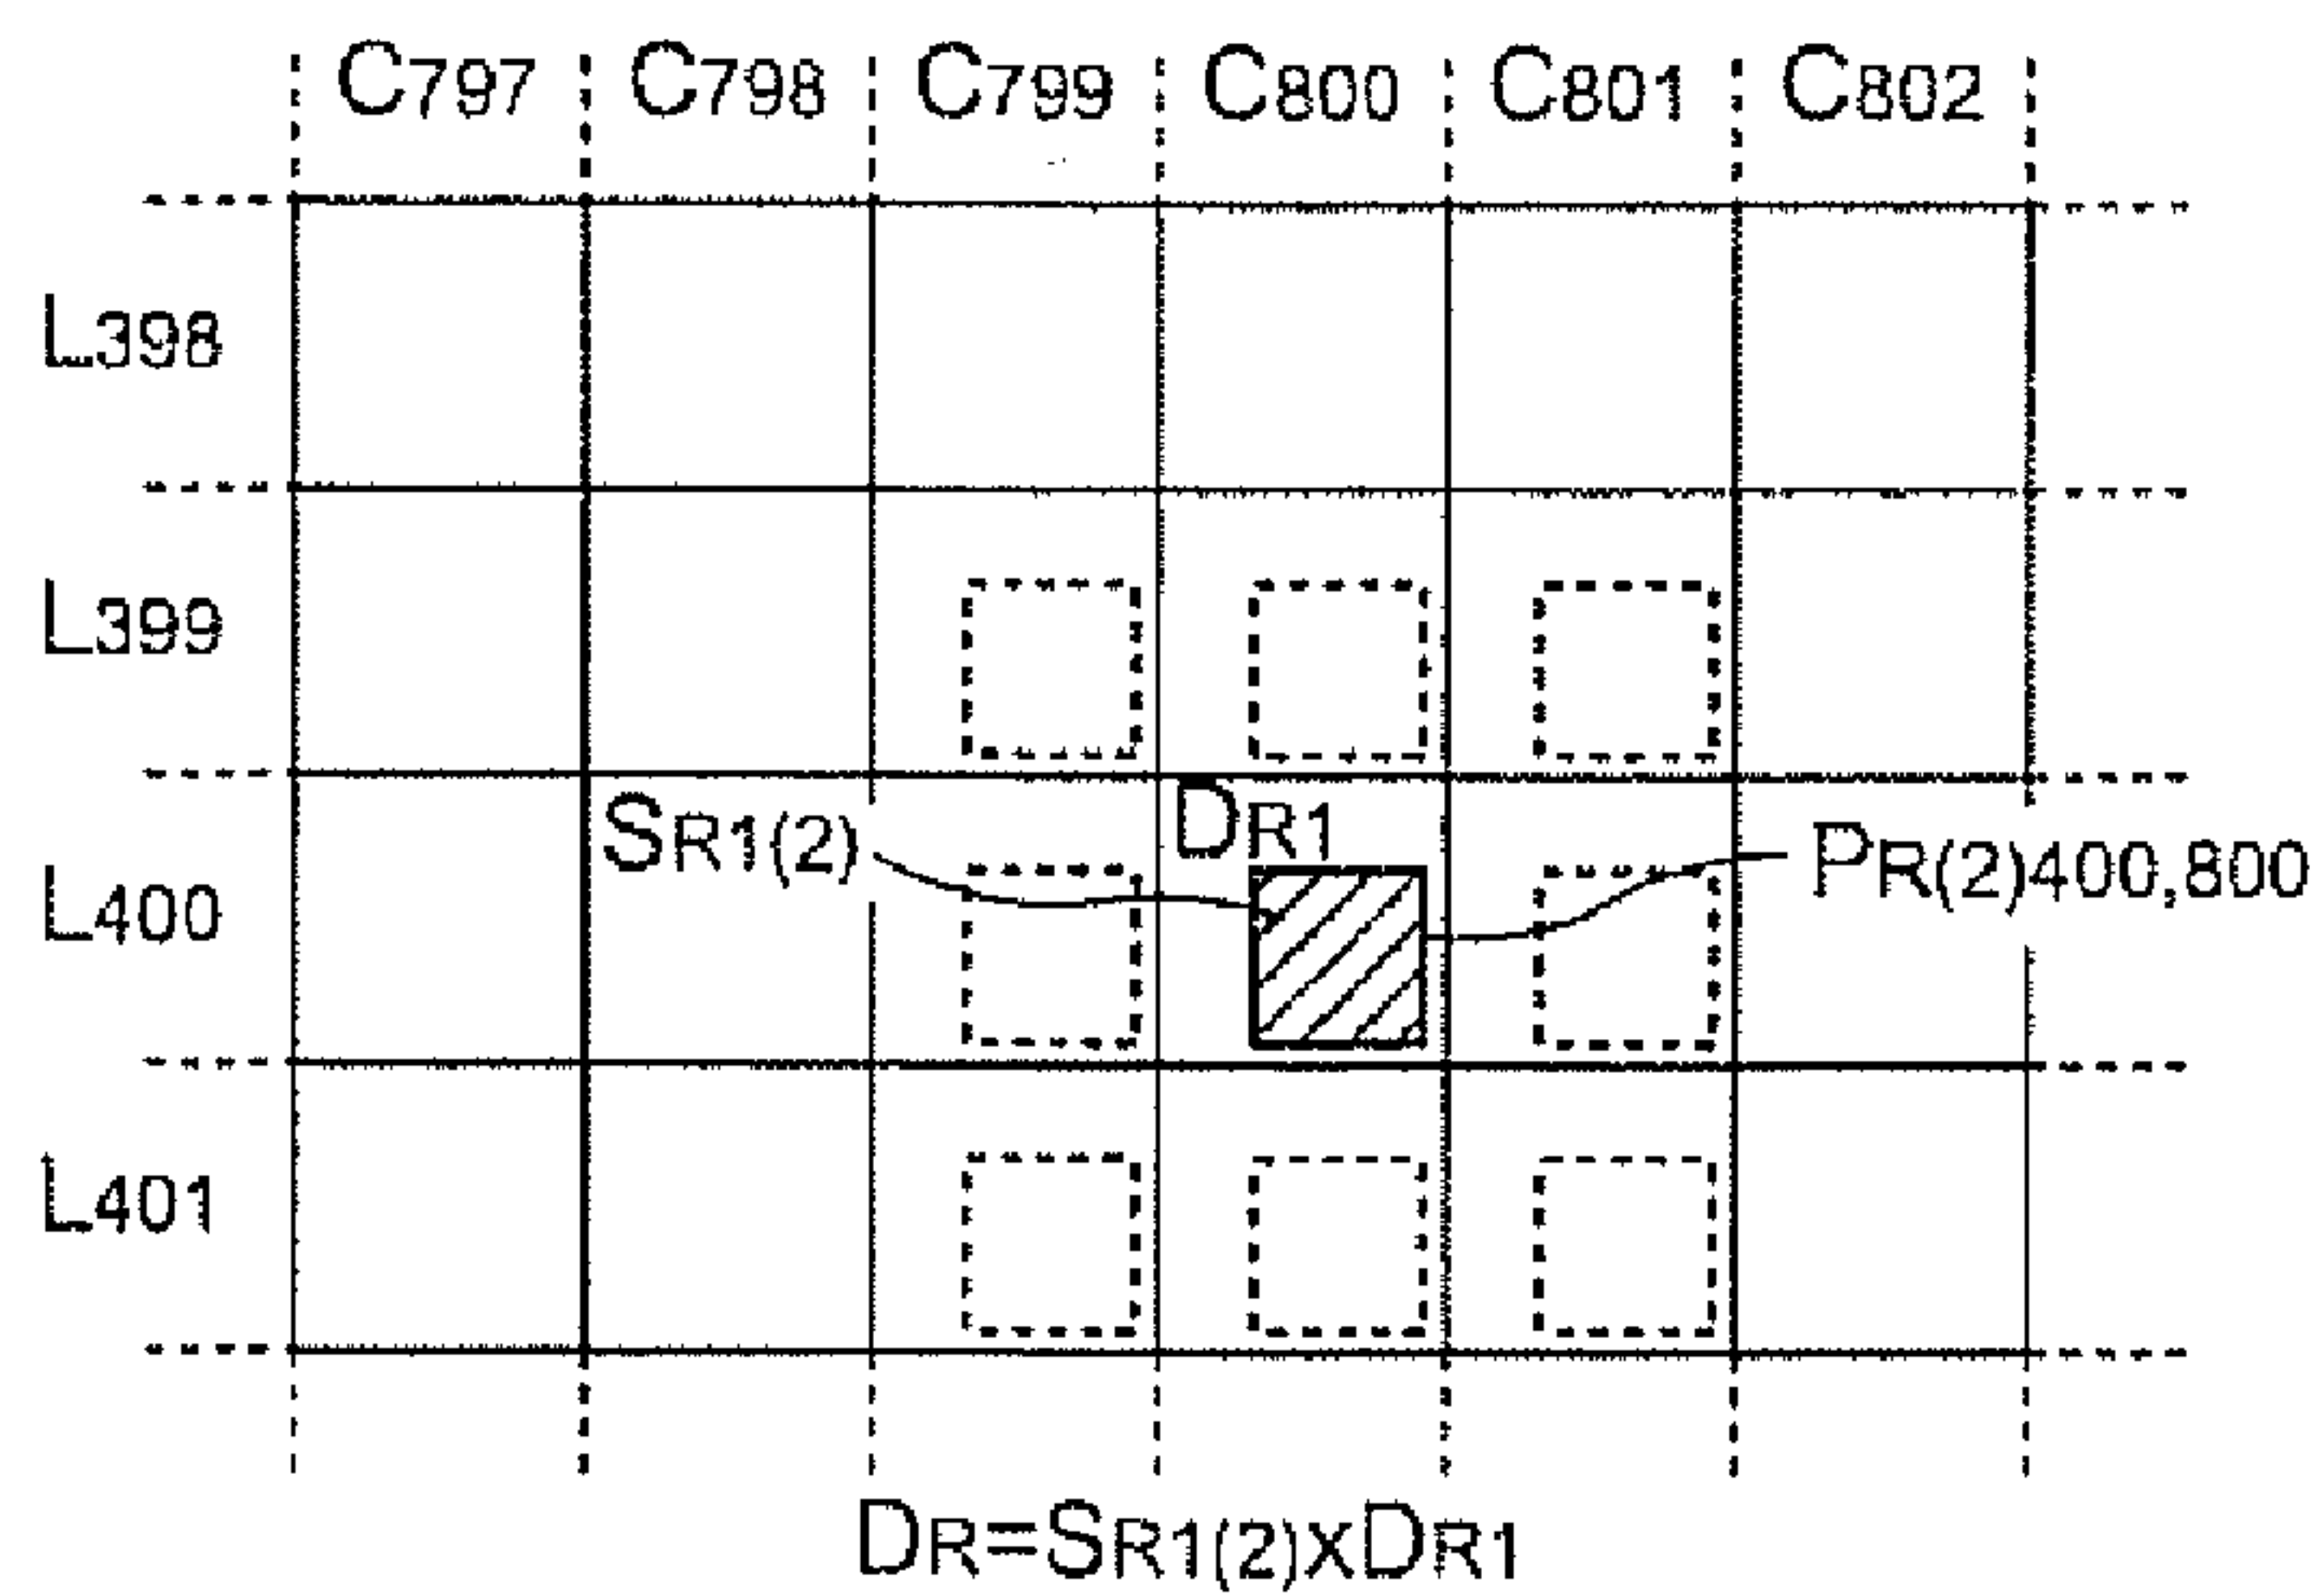 C797 C798 C799 C800 C801 C802
L398
L399
SR1(2) DR1 PR(2)400,800
L400
L401
DR=SR1(2)xDR1